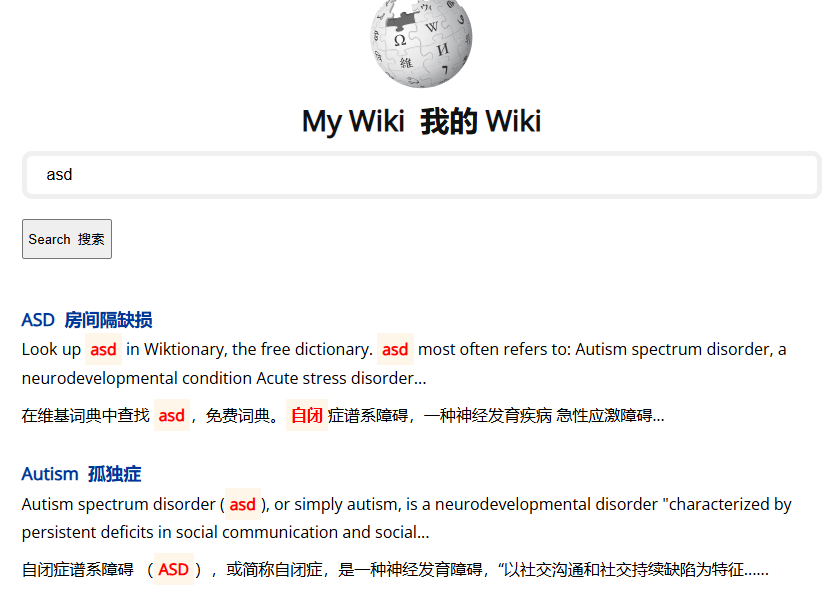 Ω W И 維 7
My Wiki 我的 Wiki
asd
Search 搜索
ASD 房间隔缺损
Look up asd in Wiktionary, the free dictionary. asd most often refers to: Autism spectrum disorder, a
neurodevelopmental condition Acute stress disorder...
在维基词典中查找 asd ，免费词典。 自闭 症谱系障碍，一种神经发育疾病 急性应激障碍...
Autism 孤独症
Autism spectrum disorder ( asd ), or simply autism, is a neurodevelopmental disorder "characterized by
persistent deficits in social communication and social...
自闭症谱系障碍 （ ASD ），或简称自闭症，是一种神经发育障碍，“以社交沟通和社交持续缺陷为特征......